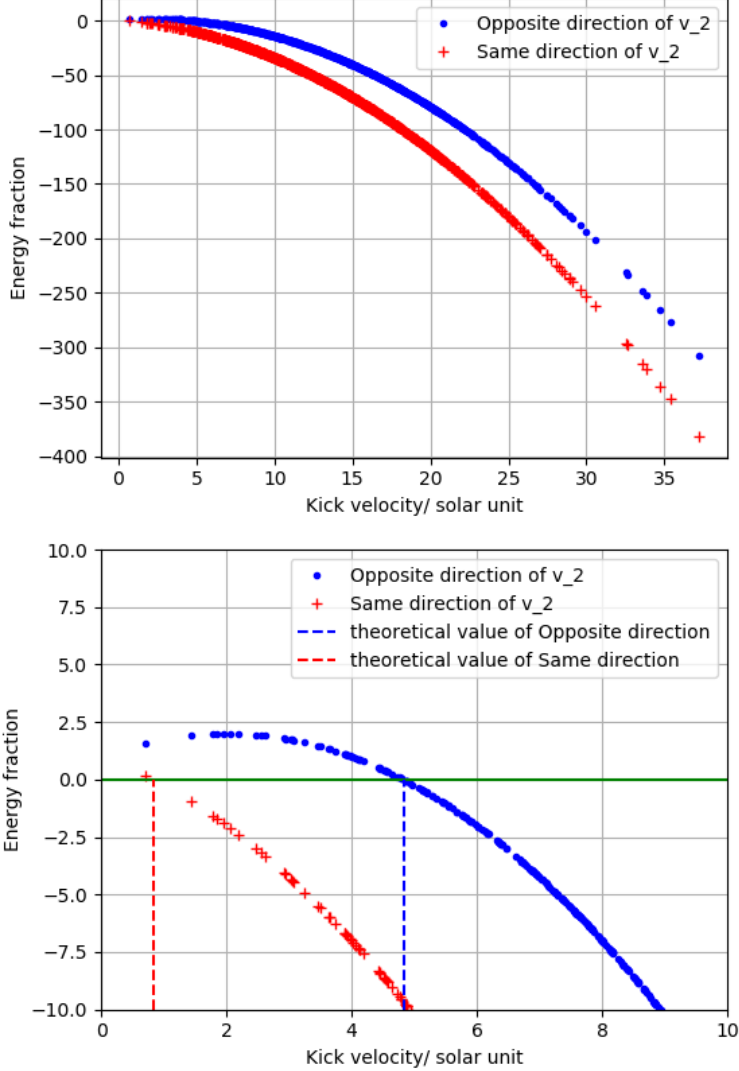 Opposite direction of v_2
Same direction of v_2
0
−50
−100
−150
−200
−250
−300
−350
−400
Energy fraction
0 5 10 15 20 25 30 35
Kick velocity/ solar unit
Opposite direction of v_2
Same direction of v_2
theoretical value of Opposite direction
theoretical value of Same direction
10.0
7.5
5.0
2.5
0.0
−2.5
−5.0
−7.5
−10.0
Energy fraction
0 2 4 6 8 10
Kick velocity/ solar unit